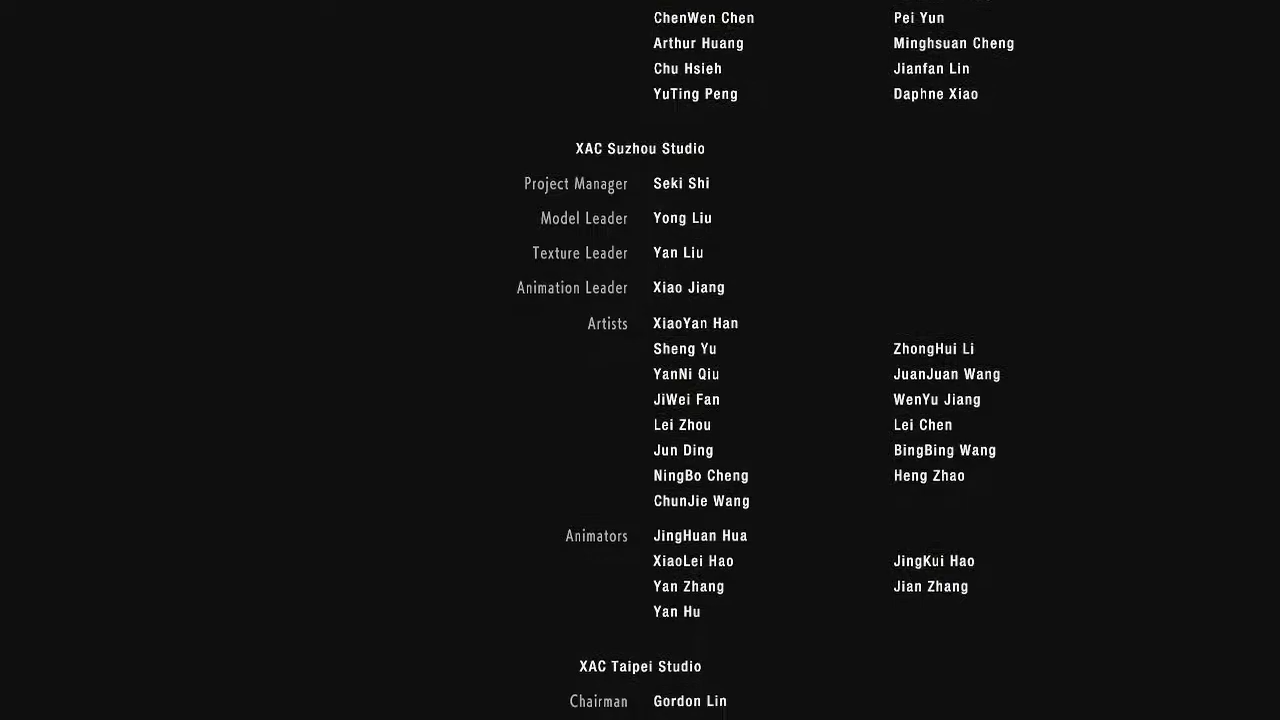 ChenWen Chen Pei Yun
Arthur Huang Minghsuan Cheng
Chu Hsieh Jianfan Lin
YuTing Peng Daphne Xiao
XAC Suzhou Studio
Project Manager Seki Shi
Model Leader Yong Liu
Texture Leader Yan Liu
Animation Leader Xiao Jiang
Artists XiaoYan Han
Sheng Yu ZhongHui Li
YanNi Qiu JuanJuan Wang
JiWei Fan WenYu Jiang
Lei Zhou Lei Chen
Jun Ding BingBing Wang
NingBo Cheng Heng Zhao
ChunJie Wang
Animators JingHuan Hua
XiaoLei Hao JingKui Hao
Yan Zhang Jian Zhang
Yan Hu
XAC Taipei Studio
Chairman Gordon Lin